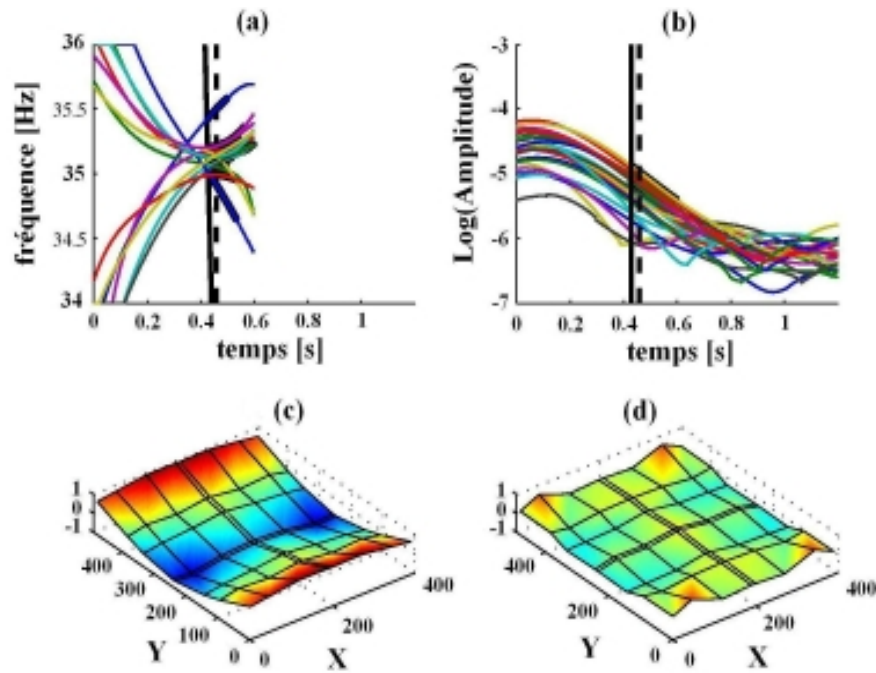 (a)
36
35.5
35
34.5
34
fréquence [Hz]
0 0.2 0.4 0.6 0.8 1
temps [s]
(b)
-3
-4
-5
-6
-7
Log(Amplitude)
0 0.2 0.4 0.6 0.8 1
temps [s]
(c)
1
0
-1
400
300
200
100
0
Y
0
200
400
X
(d)
1
0
-1
400
200
0
Y
0
200
400
X